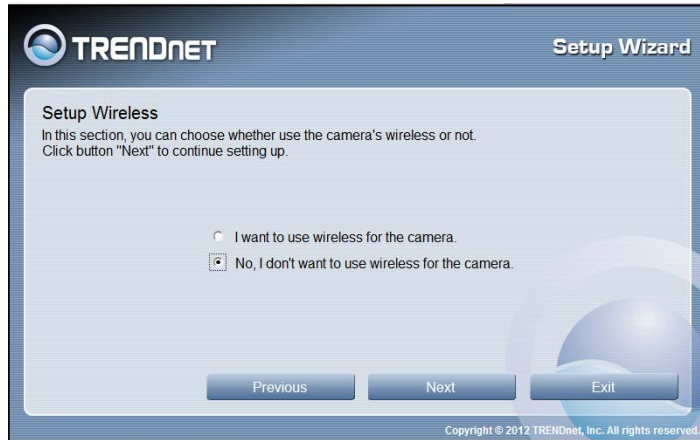 TRENDnet
Setup Wizard
Setup Wireless
In this section, you can choose whether use the camera's wireless or not.
Click button "Next" to continue setting up.
I want to use wireless for the camera.
No, I don't want to use wireless for the camera.
Previous
Next
Exit
Copyright © 2012 TRENDnet, Inc. All rights reserved.